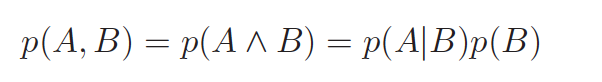 p(A, B) = p(A ∧ B) = p(A|B)p(B)